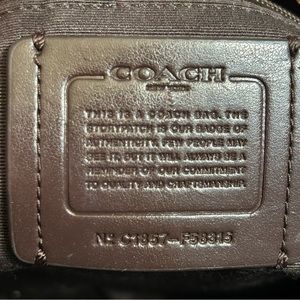 COACH
NEW YORK
THIS IS A COACH BAG. THE
STORYPATCH IS OUR BADGE OF
AUTHENTICITY. A FEW PEOPLE MAY
SEE IT, BUT IT WILL ALWAYS BE A
REMINDER OF OUR COMMITMENT
TO QUALITY AND CRAFTSMANSHIP.
Nº C1857-F58315